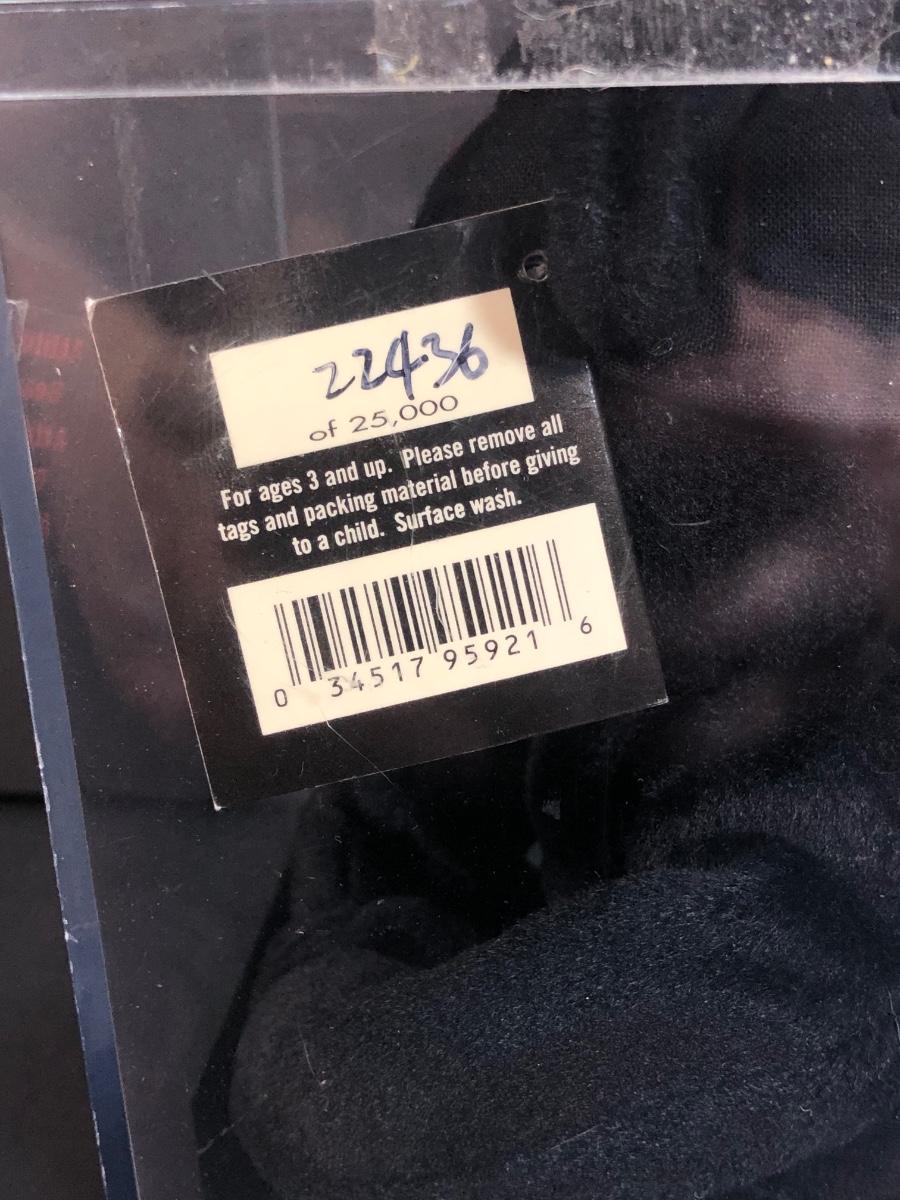 22436
of 25,000
For ages 3 and up. Please remove all
tags and packing material before giving
to a child. Surface wash.
0 34517 95921 6